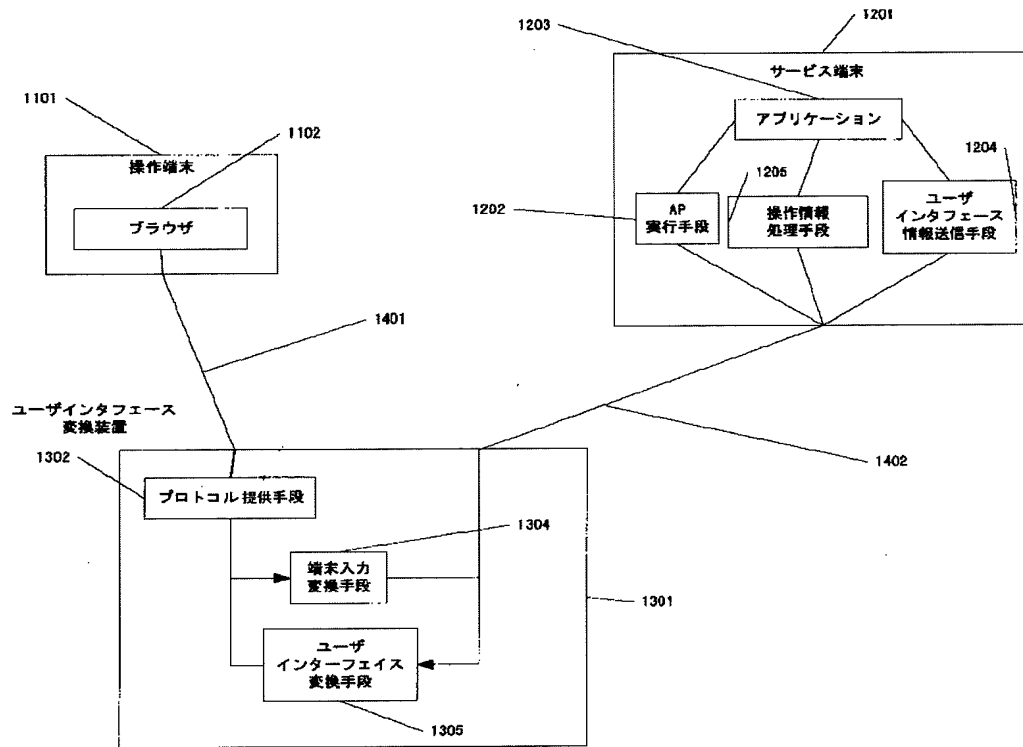 1203
1201
サービス端末
アプリケーション
1101
1102
操作端末
ブラウザ
1205
1204
1202
AP
実行手段
操作情報
処理手段
ユーザ
インタフェース
情報送信手段
1401
ユーザインタフェース
変換装置
1302
プロトコル提供手段
1402
1304
端末入力
変換手段
1301
ユーザ
インターフェイス
変換手段
1305